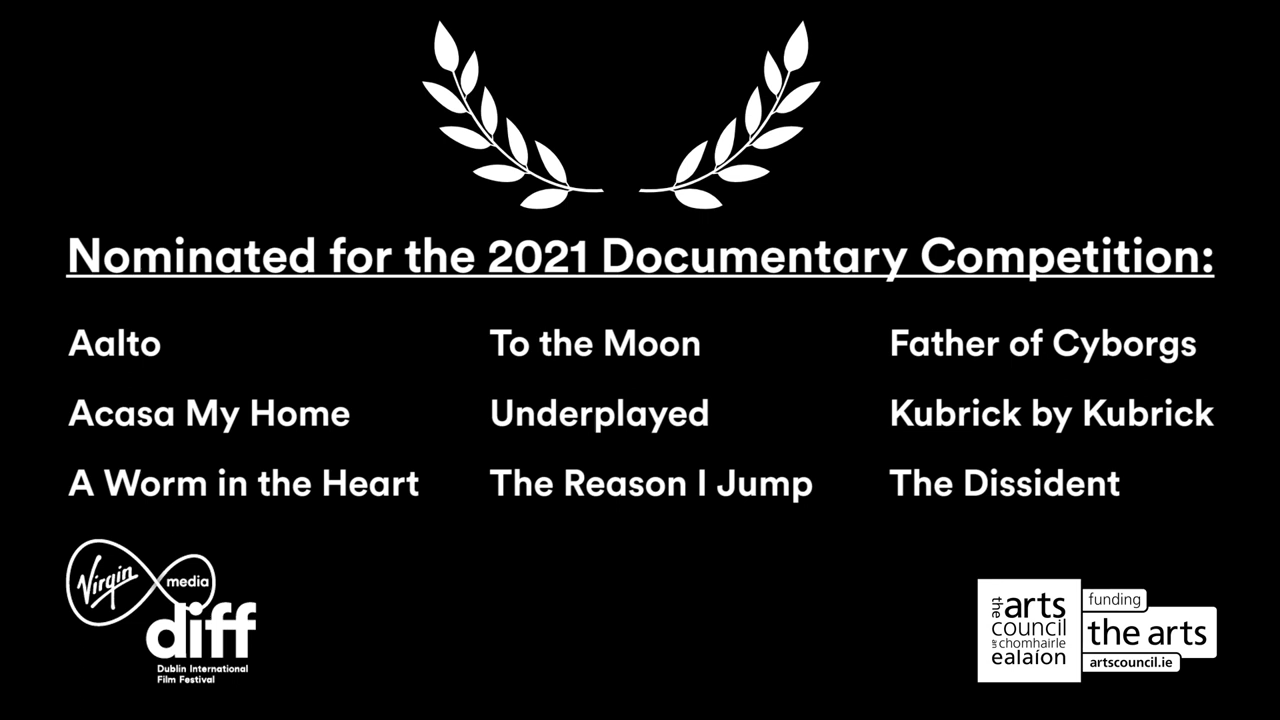 Nominated for the 2021 Documentary Competition:
Aalto
Acasa My Home
A Worm in the Heart
To the Moon
Underplayed
The Reason I Jump
Father of Cyborgs
Kubrick by Kubrick
The Dissident
Virgin media
diff
Dublin International
Film Festival
the arts
council
an chomhairle
ealaíon
funding
the arts
artscouncil.ie